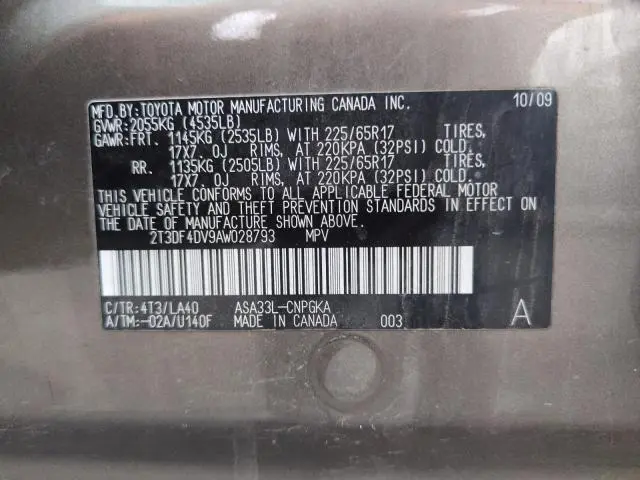 MFD.BY:TOYOTA MOTOR MANUFACTURING CANADA INC. 10/09
GVWR:2055KG (4535LB)
GAWR:FRT. 1145KG (2535LB) WITH 225/65R17 TIRES,
17X7 0J RIMS, AT 220KPA (32PSI) COLD.
RR. 1135KG (2505LB) WITH 225/65R17 TIRES,
17X7 0J RIMS, AT 220KPA (32PSI) COLD.
THIS VEHICLE CONFORMS TO ALL APPLICABLE FEDERAL MOTOR
VEHICLE SAFETY AND THEFT PREVENTION STANDARDS IN EFFECT ON
THE DATE OF MANUFACTURE SHOWN ABOVE.
2T3DF4DV9AW028793 MPV
C/TR:4T3/LA40 ASA33L-CNPGKA
A/TM:-02A/U140F MADE IN CANADA 003 A